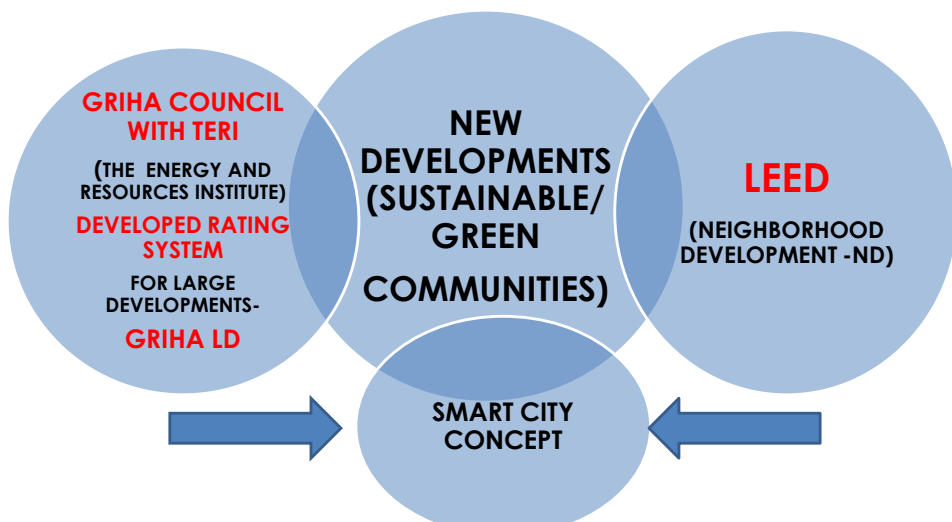 GRIHA COUNCIL
WITH TERI
(THE ENERGY AND
RESOURCES INSTITUTE)
DEVELOPED RATING
SYSTEM
FOR LARGE
DEVELOPMENTS-
GRIHA LD
NEW
DEVELOPMENTS
(SUSTAINABLE/
GREEN
COMMUNITIES)
LEED
(NEIGHBORHOOD
DEVELOPMENT -ND)
SMART CITY
CONCEPT